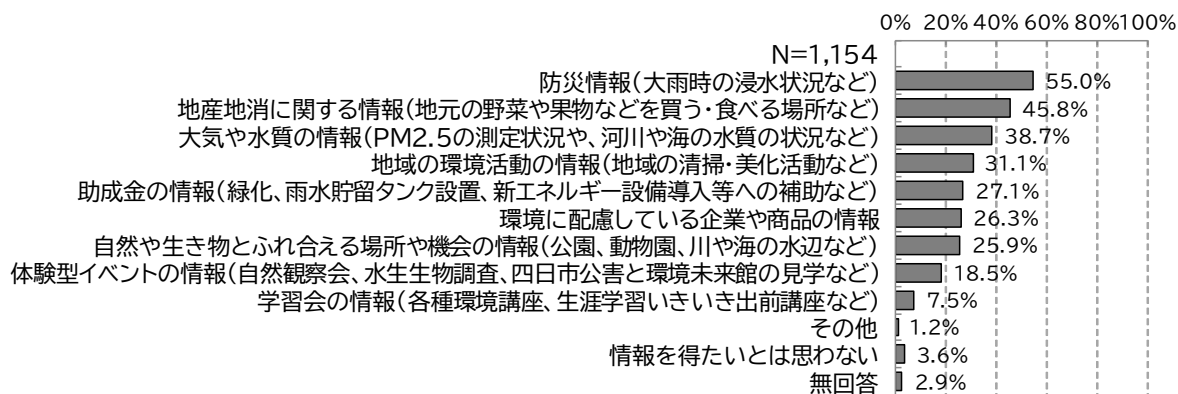 0% 20% 40% 60% 80% 100%
N=1,154
防災情報(大雨時の浸水状況など) 55.0%
地産地消に関する情報(地元の野菜や果物などを買う・食べる場所など) 45.8%
大気や水質の情報(PM2.5の測定状況や、河川や海の水質の状況など) 38.7%
地域の環境活動の情報(地域の清掃・美化活動など) 31.1%
助成金の情報(緑化、雨水貯留タンク設置、新エネルギー設備導入等への補助など) 27.1%
環境に配慮している企業や商品の情報 26.3%
自然や生き物とふれ合える場所や機会の情報(公園、動物園、川や海の水辺など) 25.9%
体験型イベントの情報(自然観察会、水生生物調査、四日市公害と環境未来館の見学など) 18.5%
学習会の情報(各種環境講座、生涯学習いきいき出前講座など) 7.5%
その他 1.2%
情報を得たいとは思わない 3.6%
無回答 2.9%